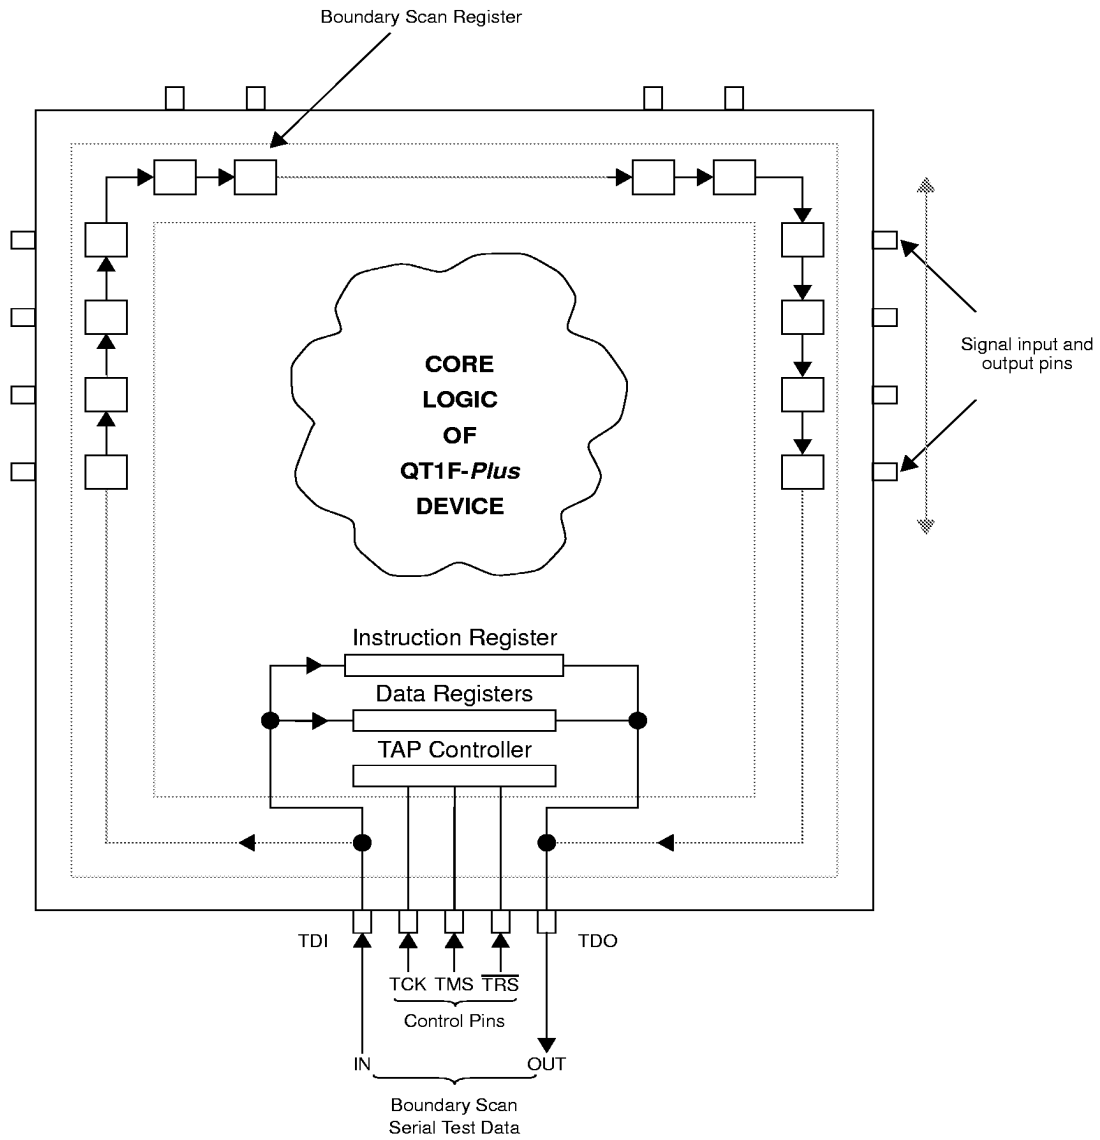 Boundary Scan Register
Signal input and
output pins
CORE
LOGIC
OF
QT1F-Plus
DEVICE
Instruction Register
Data Registers
TAP Controller
TDI
TDO
TCK TMS TRS
Control Pins
IN
OUT
Boundary Scan
Serial Test Data